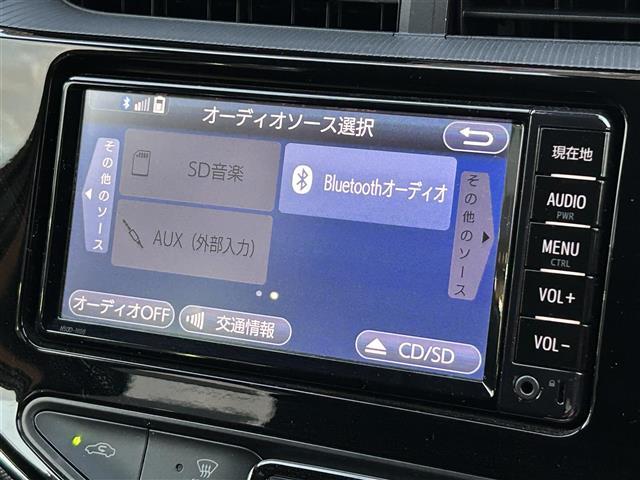 オーディオソース選択
その他のソース
SD音楽
Bluetoothオーディオ
その他のソース
AUX（外部入力）
オーディオOFF
交通情報
CD/SD
現在地
AUDIO
PWR
MENU
CTRL
VOL+
VOL-